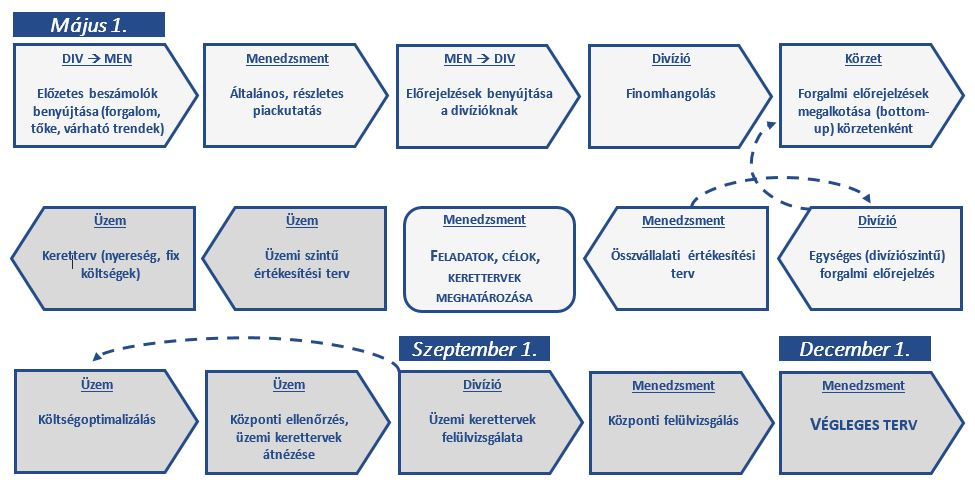 Május 1.
DIV → MEN
Előzetes beszámolók
benyújtása (forgalom,
tőke, várható trendek)
Menedzsment
Általános, részletes
piackutatás
MEN → DIV
Előrejelzések benyújtása
a divízióknak
Divízió
Finomhangolás
Körzet
Forgalmi előrejelzések
megalkotása (bottom-
up) körzetenként
Üzem
Keretterv (nyereség, fix
költségek)
Üzem
Üzemi szintű
értékesítési terv
Menedzsment
FELADATOK, CÉLOK,
KERETTERVEK
MEGHATÁROZÁSA
Menedzsment
Összvállalati értékesítési
terv
Divízió
Egységes (divíziószintű)
forgalmi előrejelzés
Szeptember 1.
December 1.
Üzem
Költségoptimalizálás
Üzem
Központi ellenőrzés,
üzemi kerettervek
átnézése
Divízió
Üzemi kerettervek
felülvizsgálata
Menedzsment
Központi felülvizsgálás
Menedzsment
VÉGLEGES TERV